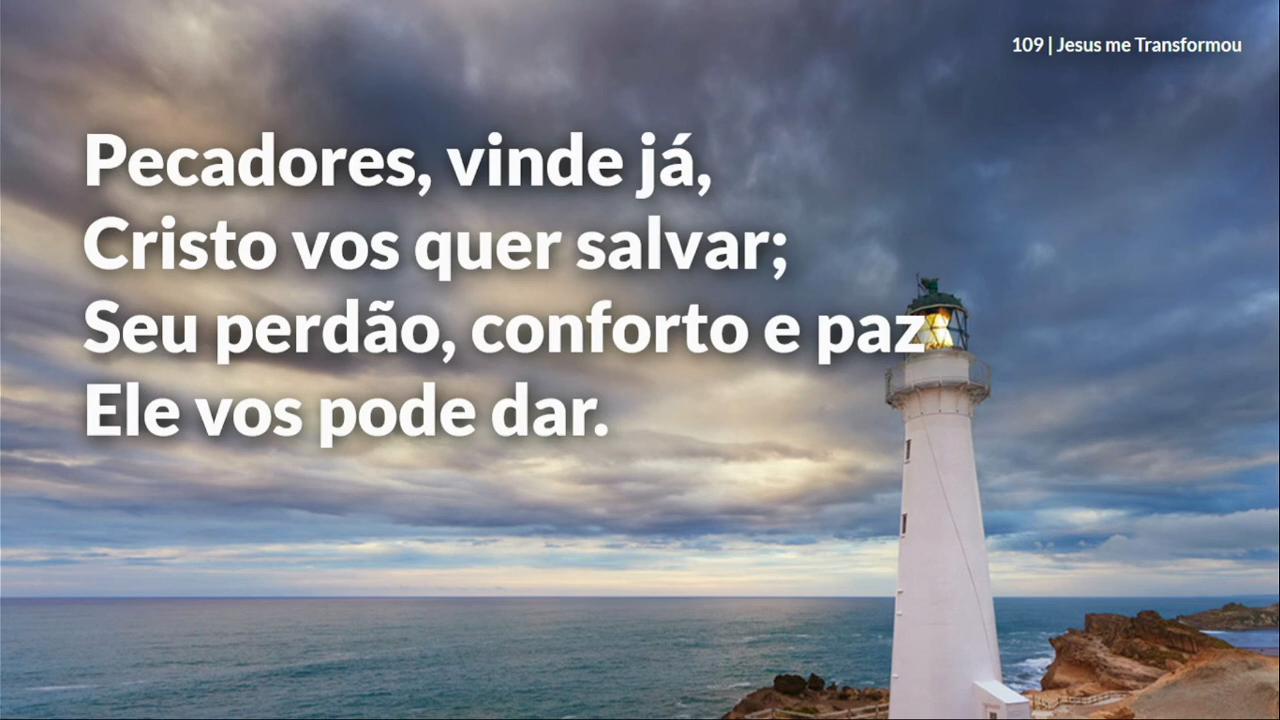 109 | Jesus me Transformou
Pecadores, vinde já,
Cristo vos quer salvar;
Seu perdão, conforto e paz
Ele vos pode dar.